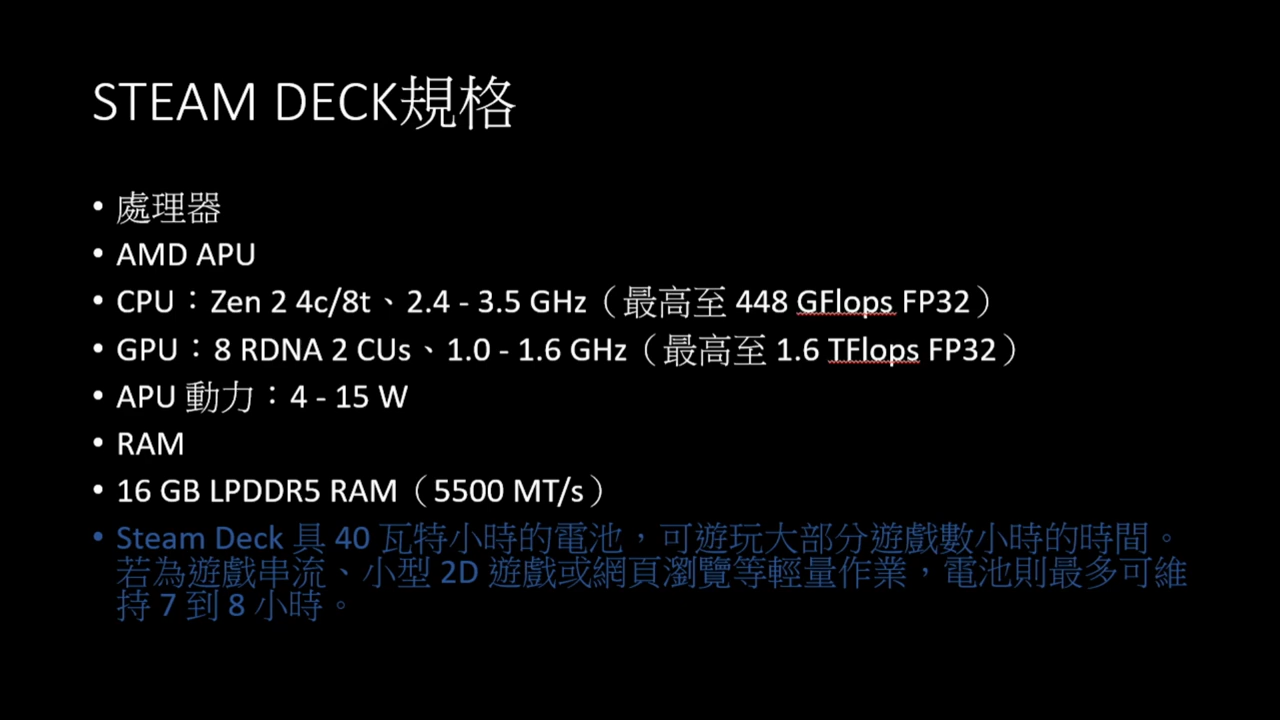 STEAM DECK規格
• 處理器
• AMD APU
• CPU：Zen 2 4c/8t、2.4 - 3.5 GHz（最高至 448 GFlops FP32）
• GPU：8 RDNA 2 CUs、1.0 - 1.6 GHz（最高至 1.6 TFlops FP32）
• APU 動力：4 - 15 W
• RAM
• 16 GB LPDDR5 RAM（5500 MT/s）
• Steam Deck 具 40 瓦特小時的電池，可遊玩大部分遊戲數小時的時間。
若為遊戲串流、小型 2D 遊戲或網頁瀏覽等輕量作業，電池則最多可維
持 7 到 8 小時。